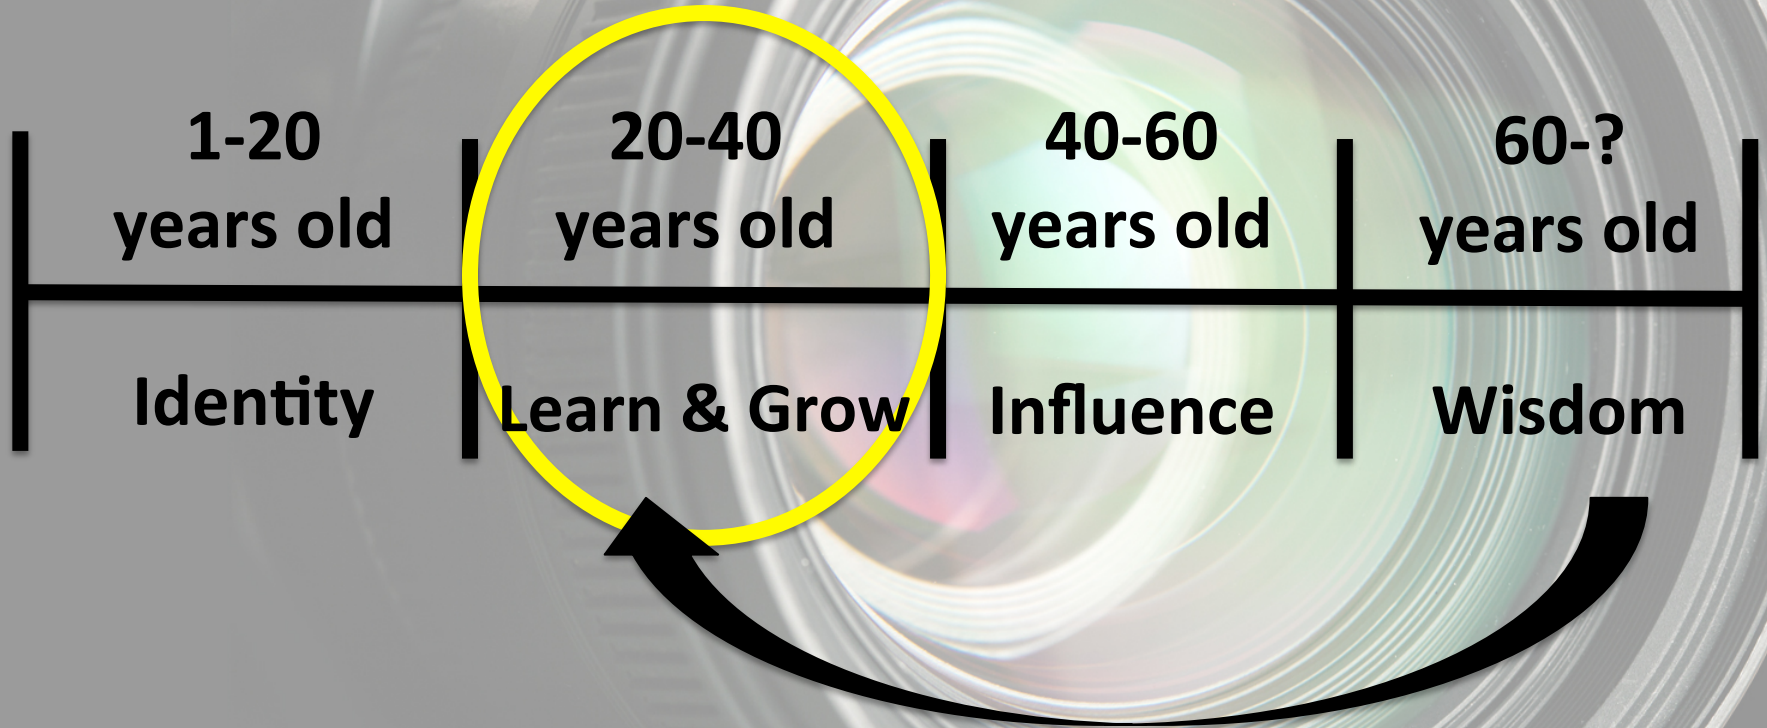 1-20
years old
20-40
years old
40-60
years old
60-?
years old
Identity
Learn & Grow
Influence
Wisdom